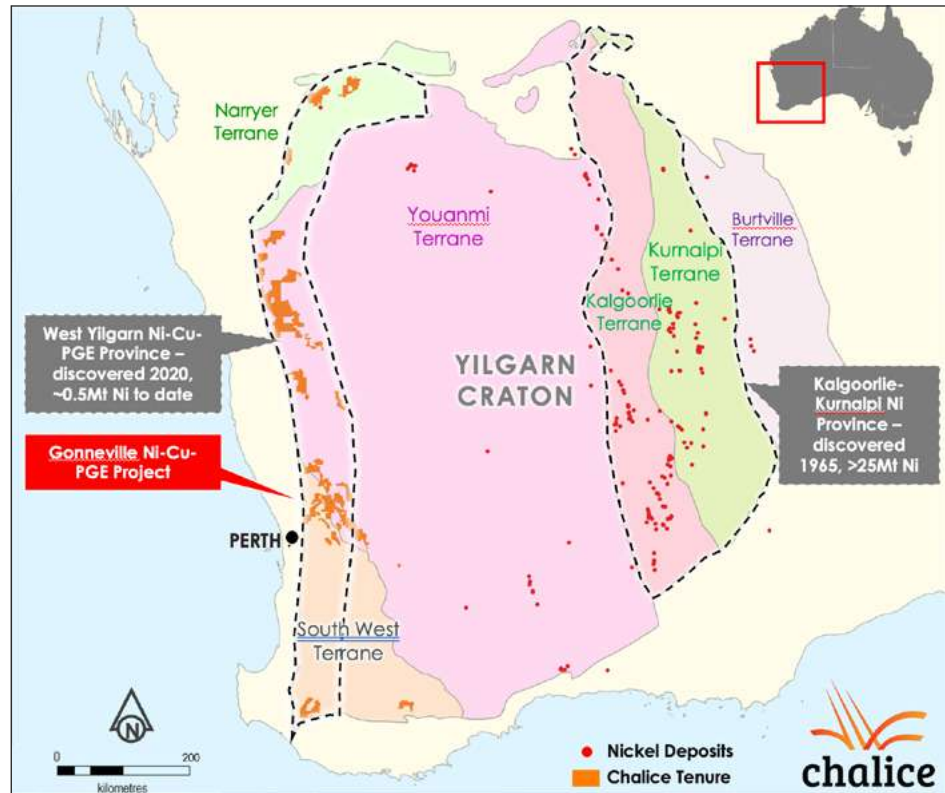 Narryer
Terrane
Youanmi
Terrane
Burtville
Terrane
Kurnalpi
Terrane
Kalgoorlie
Terrane
West Yilgarn Ni-Cu-
PGE Province –
discovered 2020,
~0.5Mt Ni to date
YILGARN
CRATON
Kalgoorlie-
Kurnalpi Ni
Province –
discovered
1965, >25Mt Ni
Gonneville Ni-Cu-
PGE Project
PERTH
South West
Terrane
N
0 200
kilometres
Nickel Deposits
Chalice Tenure
chalice